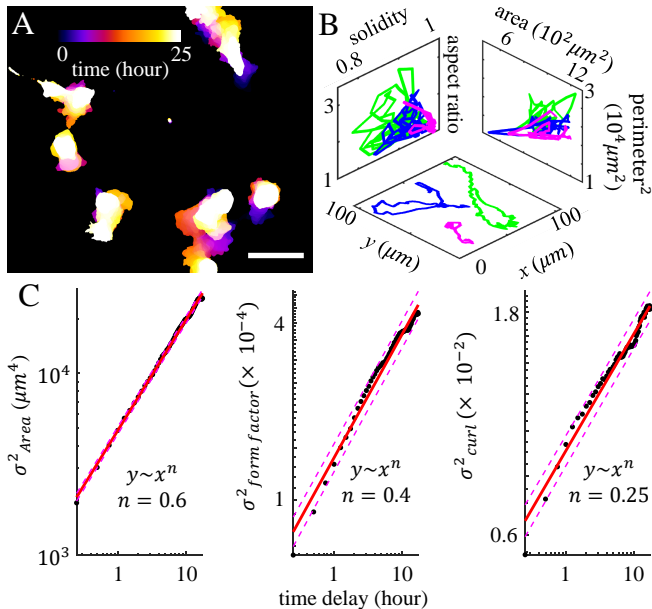 A
0 25
time (hour)
B
solidity
0.8 1
aspect ratio
3
1
area (10² μm²)
6 12
perimeter²
(10⁴ μm²)
3
1
100 100
y (μm) 0 x (μm)
C
σ²Area (μm⁴)
10⁴
10³
y~xⁿ
n = 0.6
1 10
σ²form factor (× 10⁻⁴)
4
1
y~xⁿ
n = 0.4
1 10
σ²curl (× 10⁻²)
1.8
0.6
y~xⁿ
n = 0.25
1 10
time delay (hour)